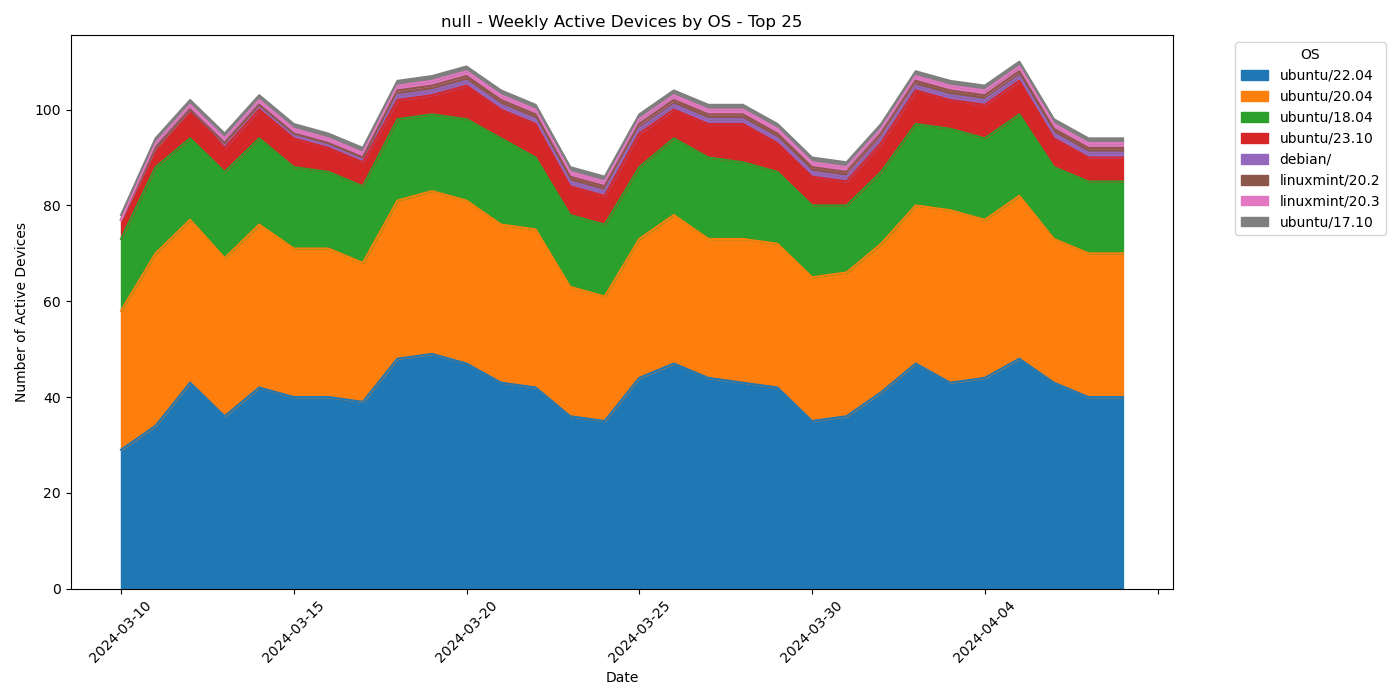 null - Weekly Active Devices by OS - Top 25
Number of Active Devices
100
80
60
40
20
0
2024-03-10
2024-03-15
2024-03-20
2024-03-25
2024-03-30
2024-04-04
Date
OS
ubuntu/22.04
ubuntu/20.04
ubuntu/18.04
ubuntu/23.10
debian/
linuxmint/20.2
linuxmint/20.3
ubuntu/17.10